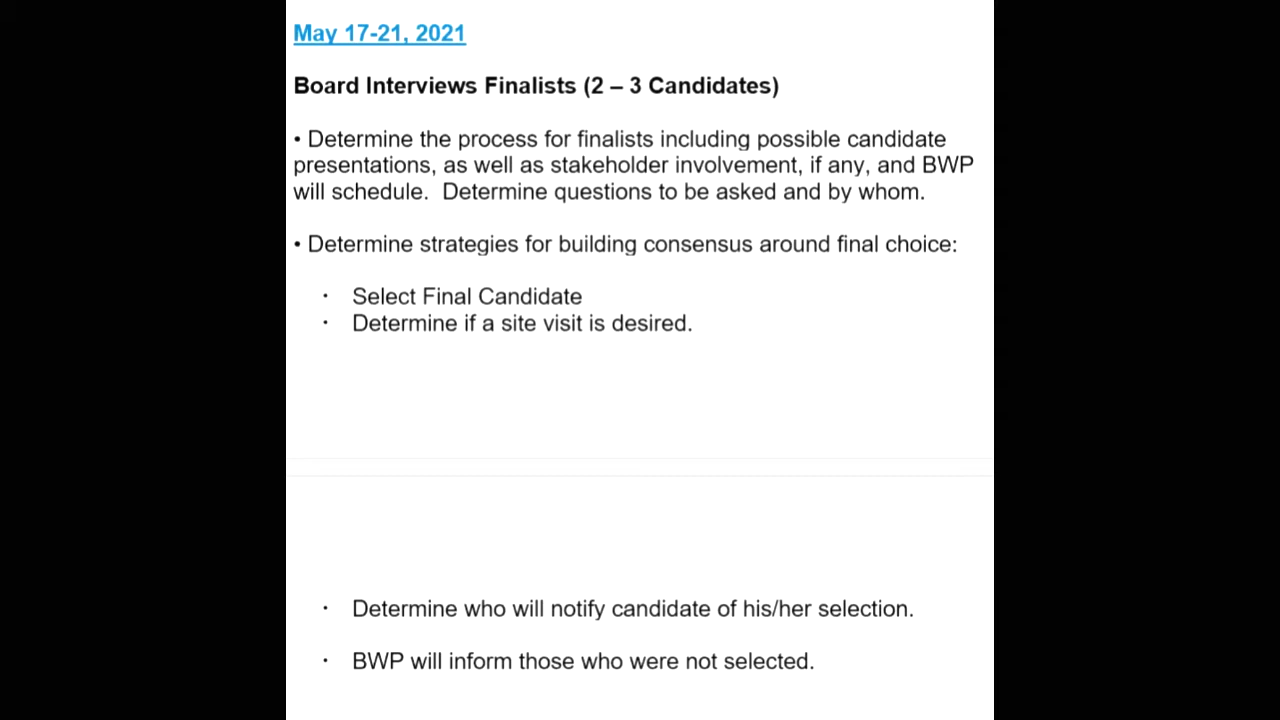 May 17-21, 2021
Board Interviews Finalists (2 – 3 Candidates)
• Determine the process for finalists including possible candidate
presentations, as well as stakeholder involvement, if any, and BWP
will schedule.  Determine questions to be asked and by whom.
• Determine strategies for building consensus around final choice:
· Select Final Candidate
· Determine if a site visit is desired.
· Determine who will notify candidate of his/her selection.
· BWP will inform those who were not selected.